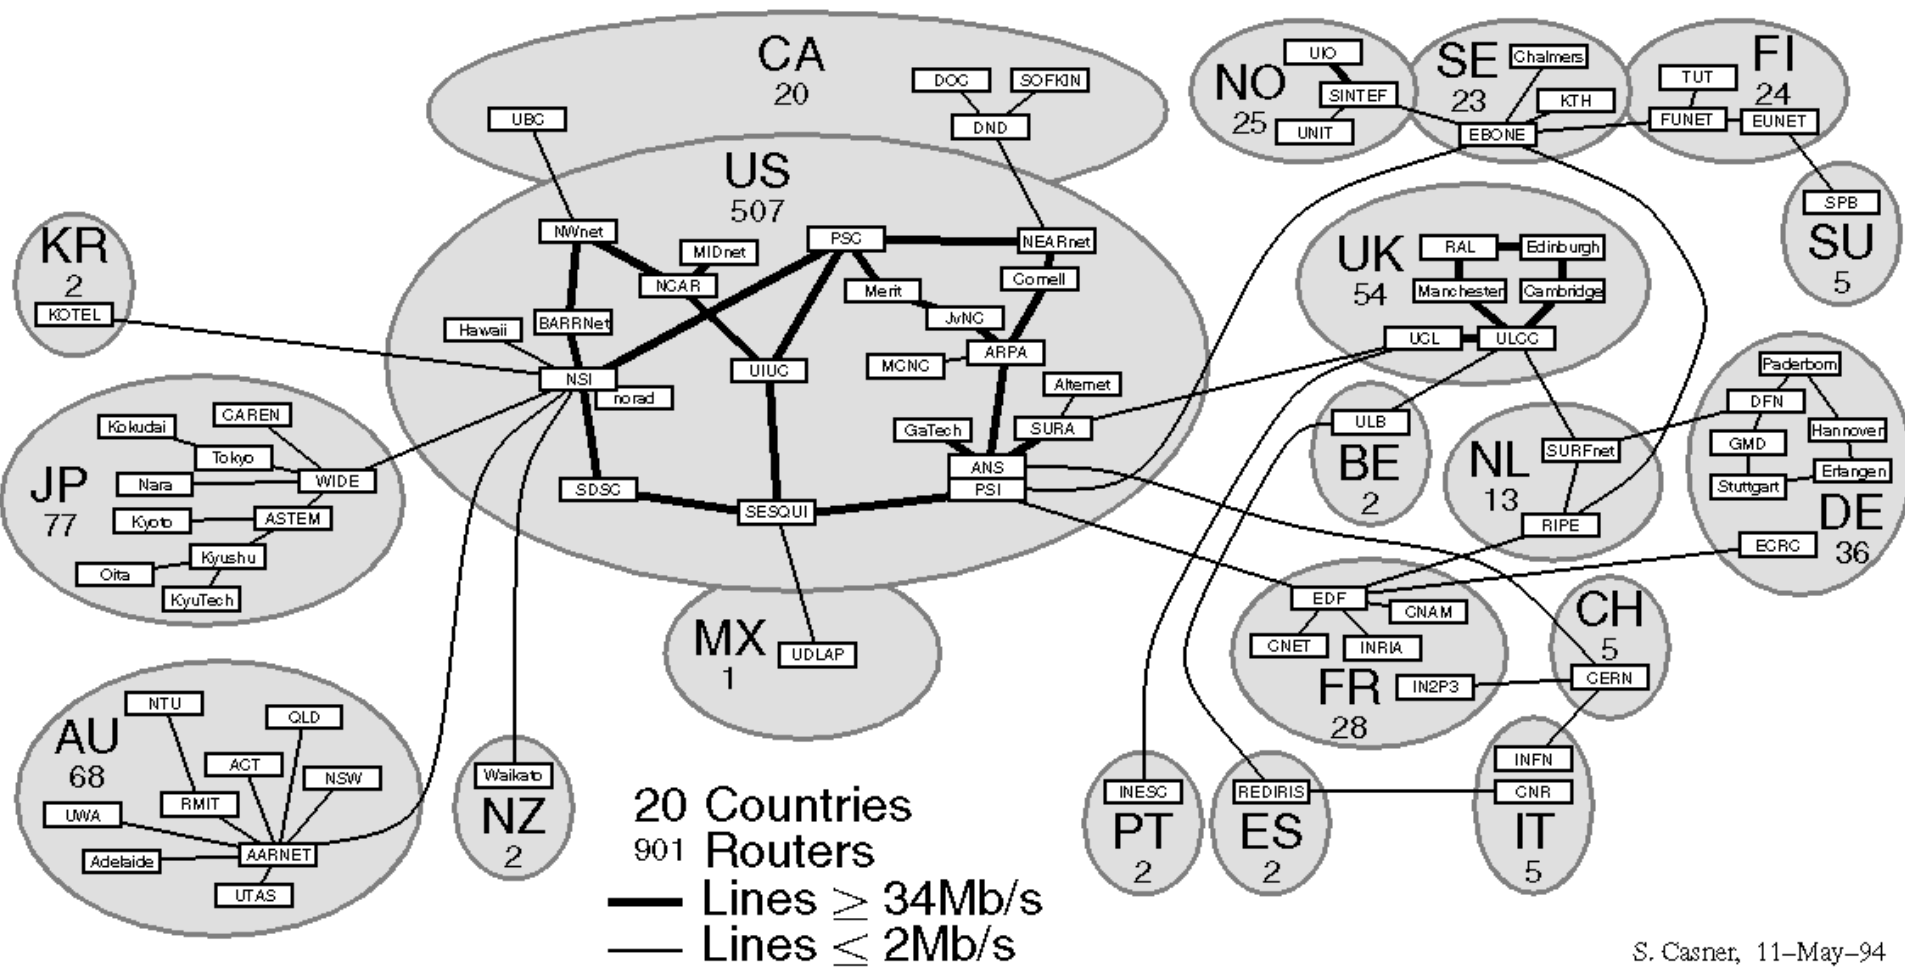 CA
20
DOC
SOFKIN
UBC
DND
US
507
NWnet
MIDnet
PSC
NEARnet
NCAR
Merit
Cornell
BARRNet
Hawaii
JvNC
ARPA
MCNC
NSI
norad
UIUC
Alternet
GaTech
SURA
ANS
PSI
SDSC
SESQUI
KR
2
KOTEL
JP
77
CAREN
Kokudai
Tokyo
Nara
WIDE
Kyoto
ASTEM
Kyushu
Oita
KyuTech
AU
68
NTU
QLD
ACT
NSW
RMIT
UWA
Adelaide
AARNET
UTAS
MX
1
UDLAP
Waikato
NZ
2
NO
25
UIO
SINTEF
UNIT
SE
23
Chalmers
KTH
EBONE
FI
24
TUT
FUNET
EUNET
SPB
SU
5
UK
54
RAL
Edinburgh
Manchester
Cambridge
UCL
ULCC
ULB
BE
2
NL
13
SURFnet
RIPE
Paderborn
DFN
Hannover
GMD
Erlangen
Stuttgart
DE
36
ECRC
EDF
CNAM
CNET
INRIA
IN2P3
FR
28
CH
5
CERN
INFN
CNR
IT
5
INESC
PT
2
REDIRIS
ES
2
20 Countries
901 Routers
Lines ≥ 34Mb/s
Lines ≤ 2Mb/s
S. Casner, 11–May–94